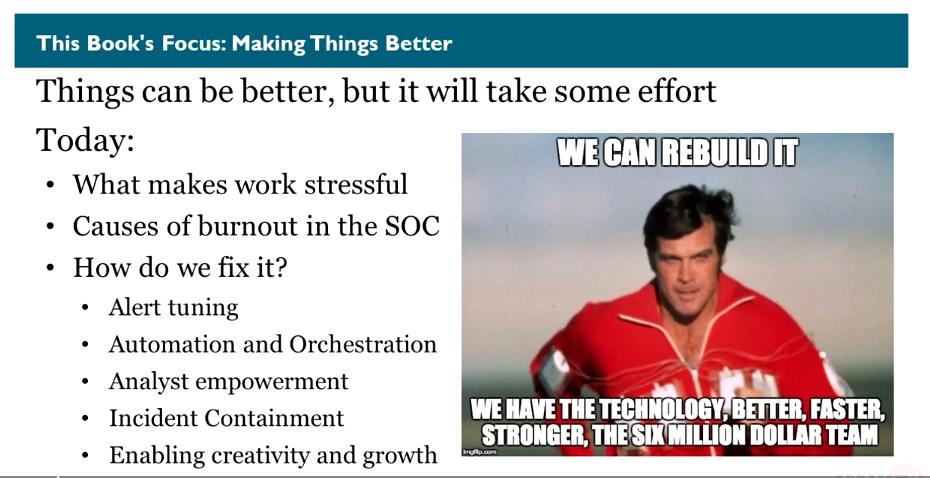 This Book's Focus: Making Things Better
Things can be better, but it will take some effort
Today:
• What makes work stressful
• Causes of burnout in the SOC
• How do we fix it?
• Alert tuning
• Automation and Orchestration
• Analyst empowerment
• Incident Containment
• Enabling creativity and growth
WE CAN REBUILD IT
WE HAVE THE TECHNOLOGY, BETTER, FASTER,
STRONGER, THE SIX MILLION DOLLAR TEAM
imgflip.com